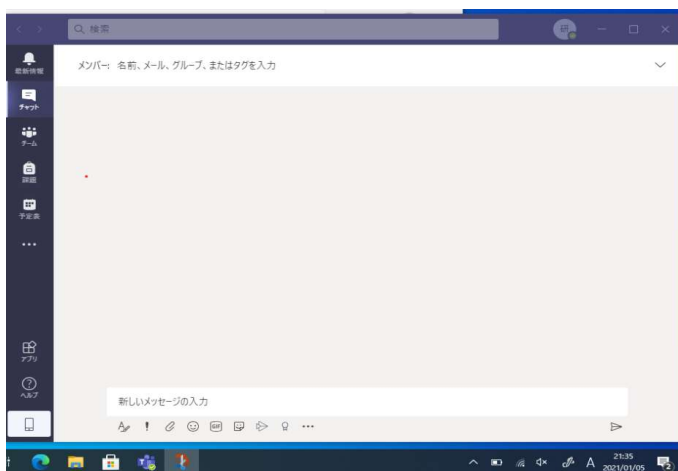 検索
研
最新情報
メンバー: 名前、メール、グループ、またはタグを入力
チャット
チーム
課題
予定表
アプリ
ヘルプ
新しいメッセージの入力
GIF
A
21:35
2021/01/05
2